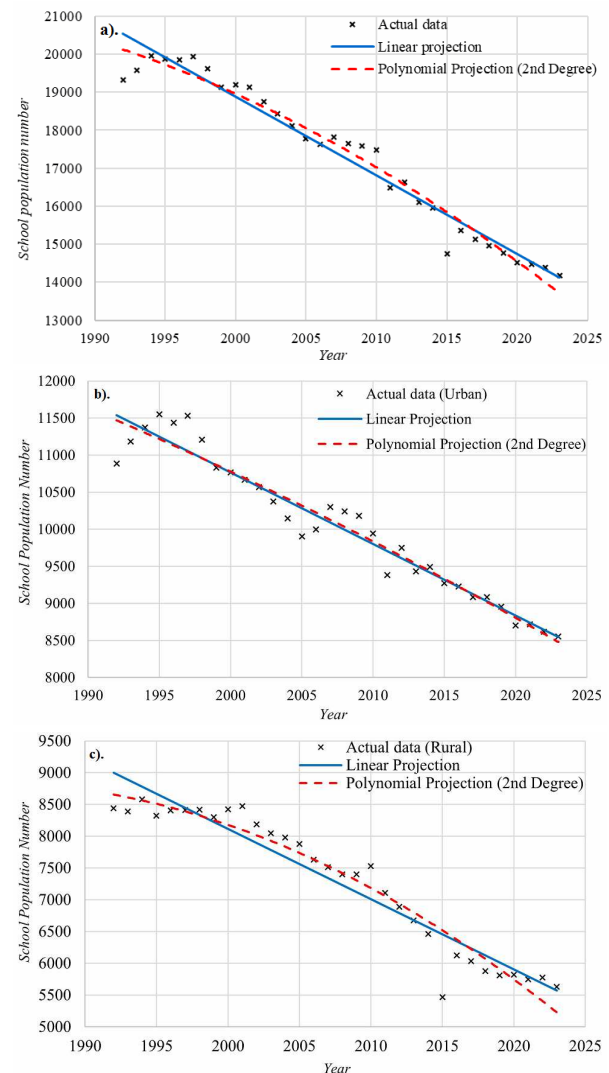 a).
Actual data
Linear projection
Polynomial Projection (2nd Degree)
School population number
21000
20000
19000
18000
17000
16000
15000
14000
13000
1990 1995 2000 2005 2010 2015 2020 2025
Year
b).
Actual data (Urban)
Linear Projection
Polynomial Projection (2nd Degree)
School Population Number
12000
11500
11000
10500
10000
9500
9000
8500
8000
1990 1995 2000 2005 2010 2015 2020 2025
Year
c).
Actual data (Rural)
Linear Projection
Polynomial Projection (2nd Degree)
School Population Number
9500
9000
8500
8000
7500
7000
6500
6000
5500
5000
1990 1995 2000 2005 2010 2015 2020 2025
Year